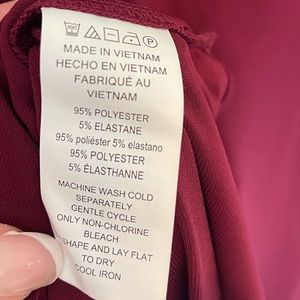 MADE IN VIETNAM
HECHO EN VIETNAM
FABRIQUÉ AU
VIETNAM
95% POLYESTER
5% ELASTANE
95% poliéster 5% elastano
95% POLYESTER
5% ÉLASTHANNE
MACHINE WASH COLD
SEPARATELY
GENTLE CYCLE
ONLY NON-CHLORINE
BLEACH
SHAPE AND LAY FLAT
TO DRY
COOL IRON